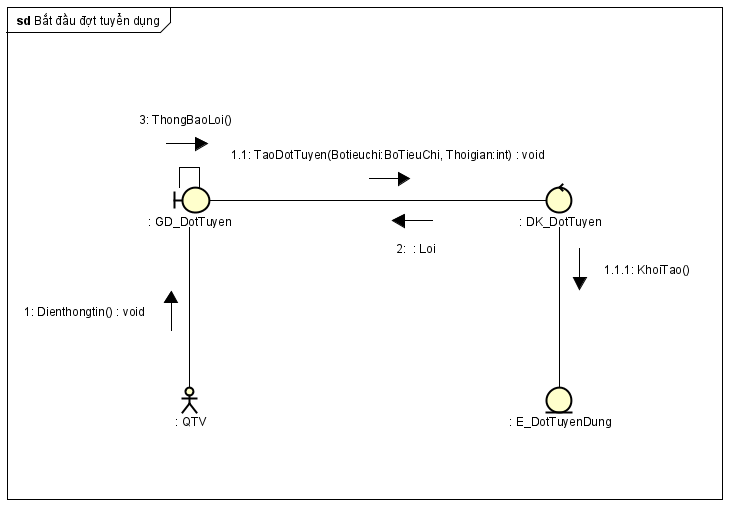 sd Bắt đầu đợt tuyển dụng
3: ThongBaoLoi()
1.1: TaoDotTuyen(Botieuchi:BoTieuChi, Thoigian:int) : void
: GD_DotTuyen
: DK_DotTuyen
2: : Loi
1.1.1: KhoiTao()
1: Dienthongtin() : void
: QTV
: E_DotTuyenDung